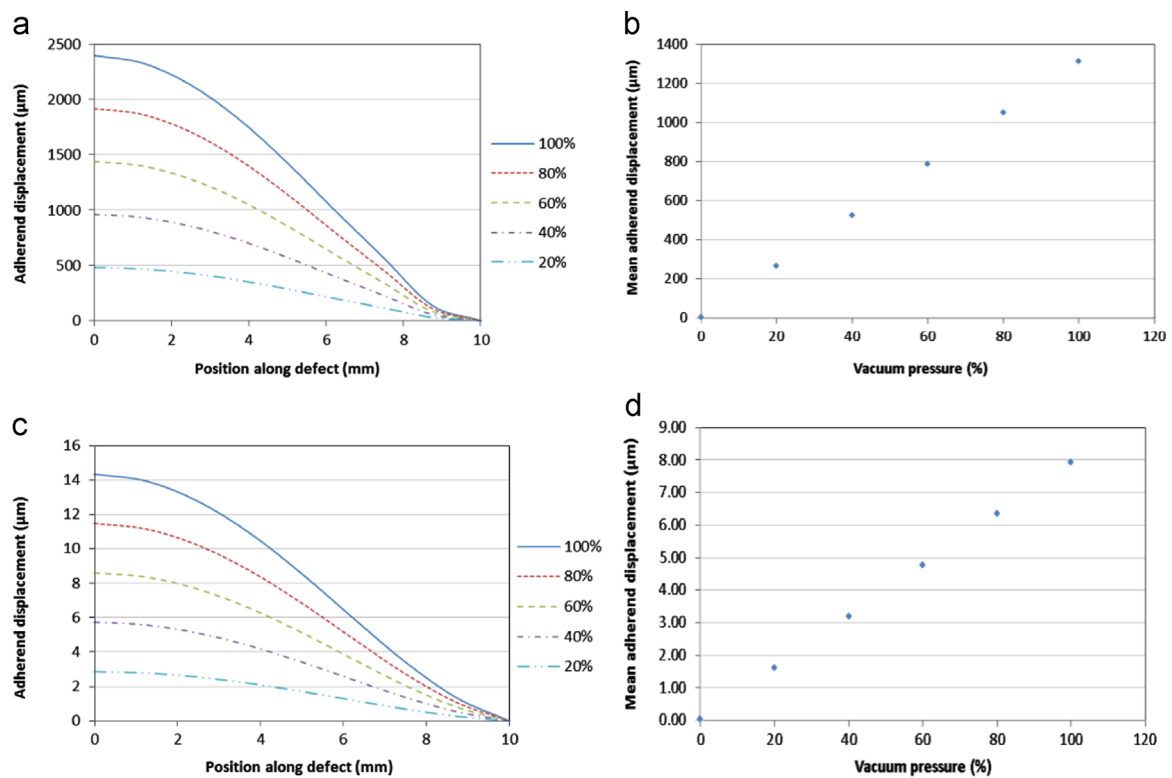 a
2500
2000
1500
1000
500
0
Adherend displacement (μm)
0 2 4 6 8 10
Position along defect (mm)
100%
80%
60%
40%
20%
b
1400
1200
1000
800
600
400
200
0
Mean adherend displacement (μm)
0 20 40 60 80 100 120
Vacuum pressure (%)
c
16
14
12
10
8
6
4
2
0
Adherend displacement (μm)
0 2 4 6 8 10
Position along defect (mm)
100%
80%
60%
40%
20%
d
9.00
8.00
7.00
6.00
5.00
4.00
3.00
2.00
1.00
0.00
Mean adherend displacement (μm)
0 20 40 60 80 100 120
Vacuum pressure (%)